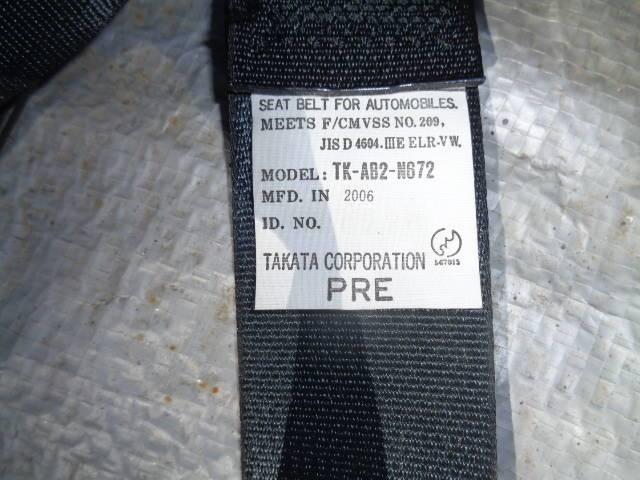 SEAT BELT FOR AUTOMOBILES.
MEETS F/CMVSS NO. 209,
JIS D 4604. IIIE ELR-VW.
MODEL: TK-AB2-N672
MFD. IN 2006
ID. NO.
TAKATA CORPORATION
PRE